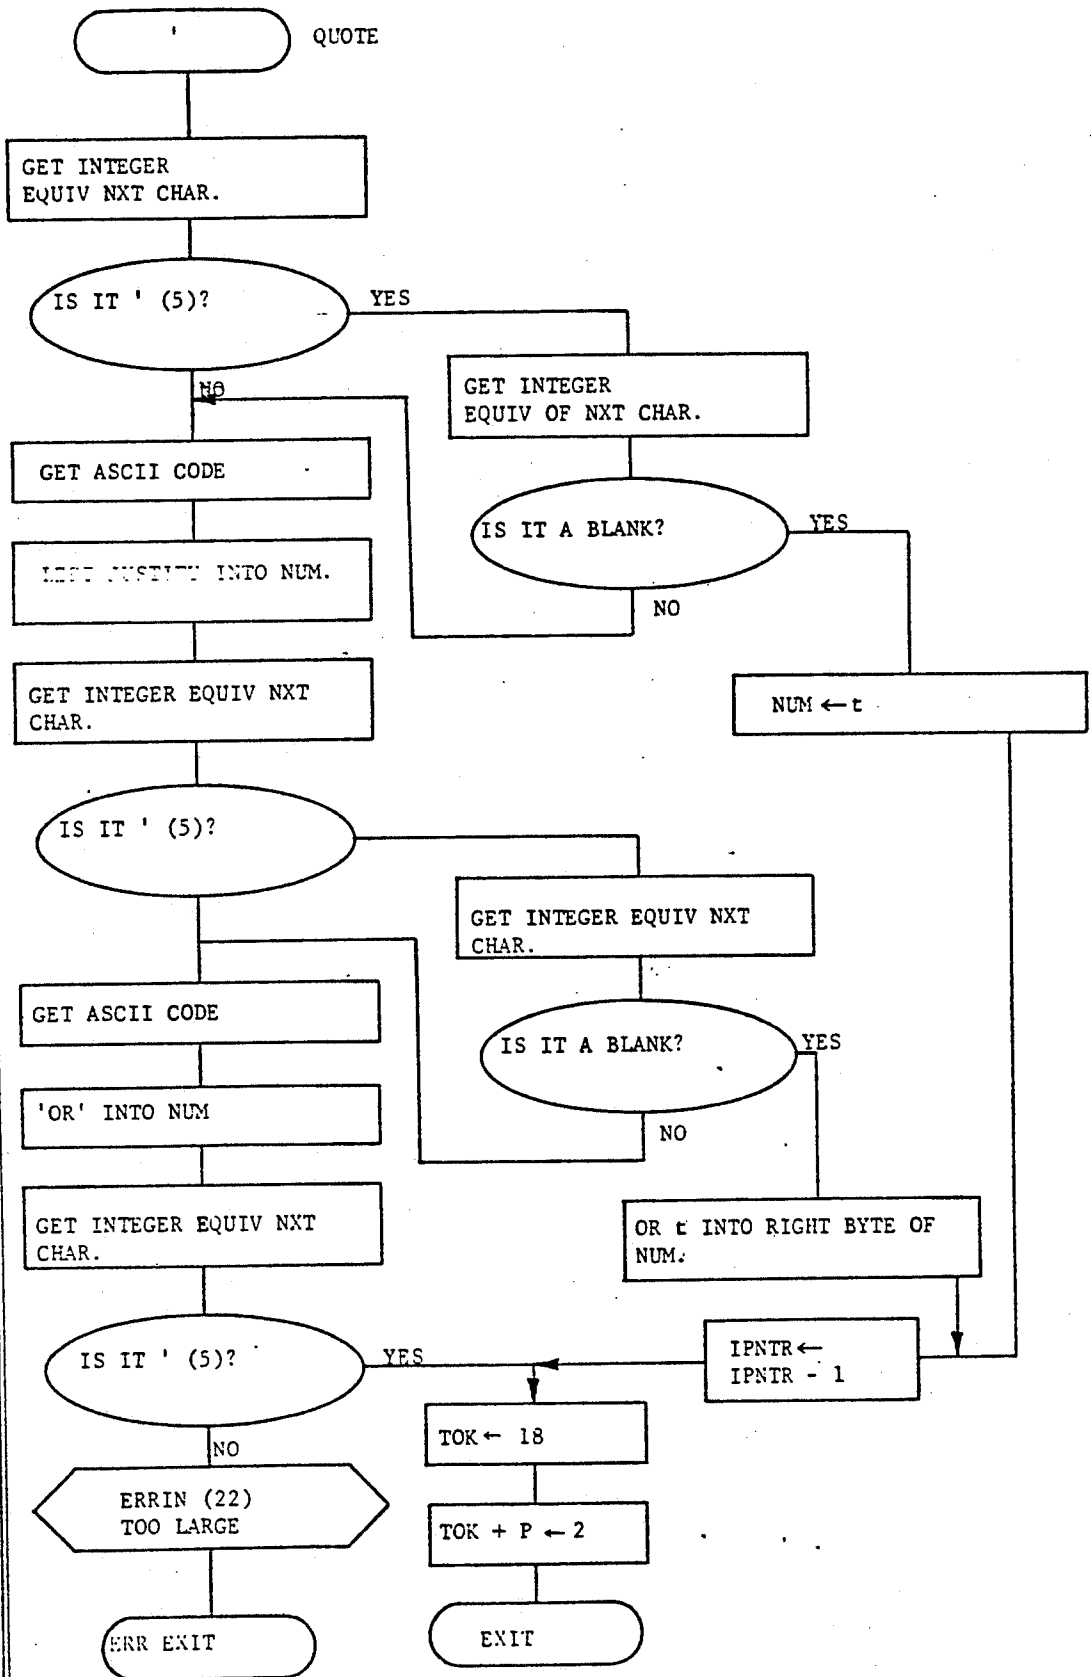 '
QUOTE
GET INTEGER
EQUIV NXT CHAR.
IS IT ' (5)?
YES
NO
GET INTEGER
EQUIV OF NXT CHAR.
GET ASCII CODE
IS IT A BLANK?
YES
NO
LEFT JUSTIFY INTO NUM.
GET INTEGER EQUIV NXT
CHAR.
NUM ← t
IS IT ' (5)?
GET INTEGER EQUIV NXT
CHAR.
GET ASCII CODE
IS IT A BLANK?
YES
NO
'OR' INTO NUM
GET INTEGER EQUIV NXT
CHAR.
OR t INTO RIGHT BYTE OF
NUM.
IS IT ' (5)?
YES
NO
IPNTR ←
IPNTR - 1
TOK ← 18
ERRIN (22)
TOO LARGE
TOK + P ← 2
ERR EXIT
EXIT